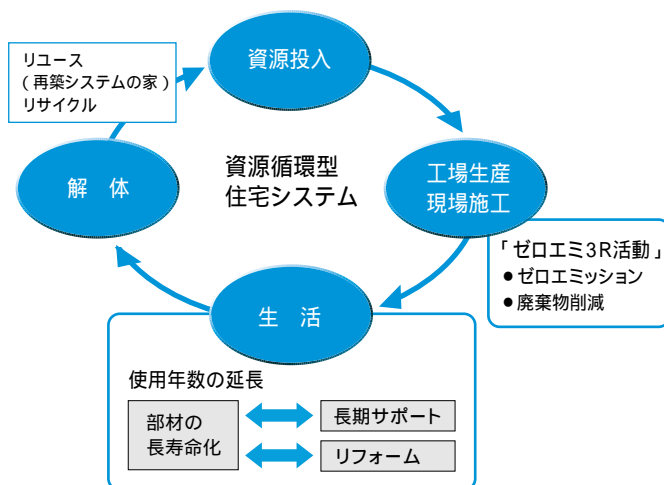 リユース
(再築システムの家)
リサイクル
資源投入
資源循環型
住宅システム
解　体
工場生産
現場施工
「ゼロエミ3R活動」
●ゼロエミッション
●廃棄物削減
生　活
使用年数の延長
部材の
長寿命化
長期サポート
リフォーム